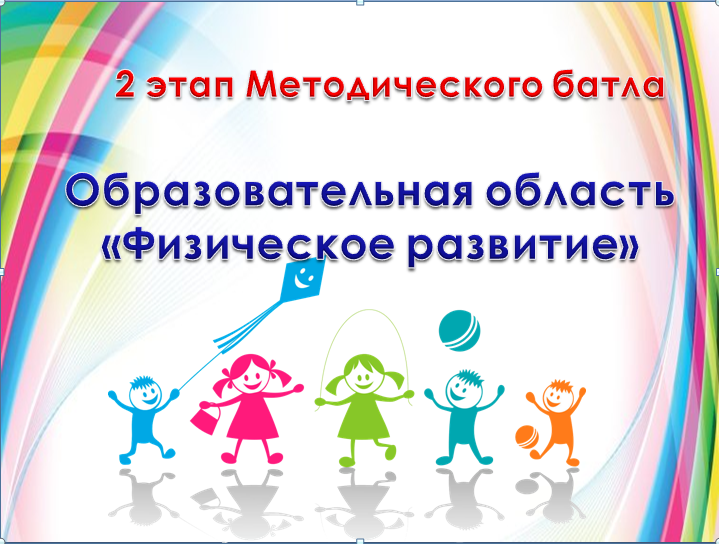 2 этап Методического батла
Образовательная область
«Физическое развитие»